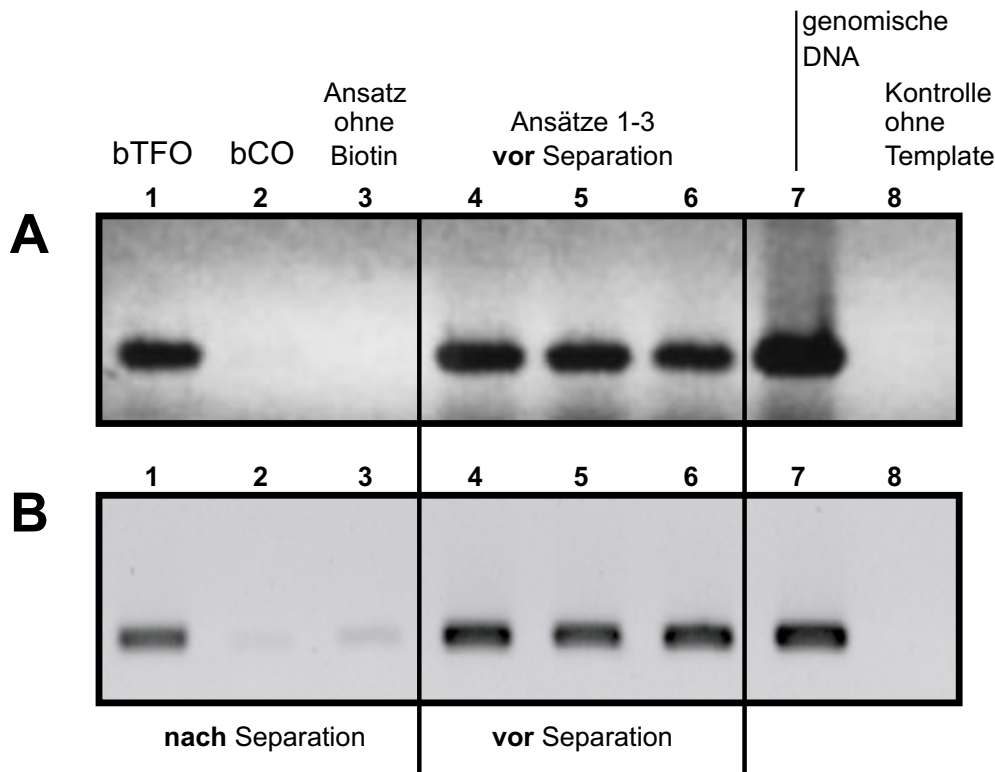 genomische
DNA
Ansatz
ohne
Biotin
Ansätze 1-3
vor Separation
Kontrolle
ohne
Template
bTFO bCO
1 2 3 4 5 6 7 8
A
1 2 3 4 5 6 7 8
B
nach Separation vor Separation